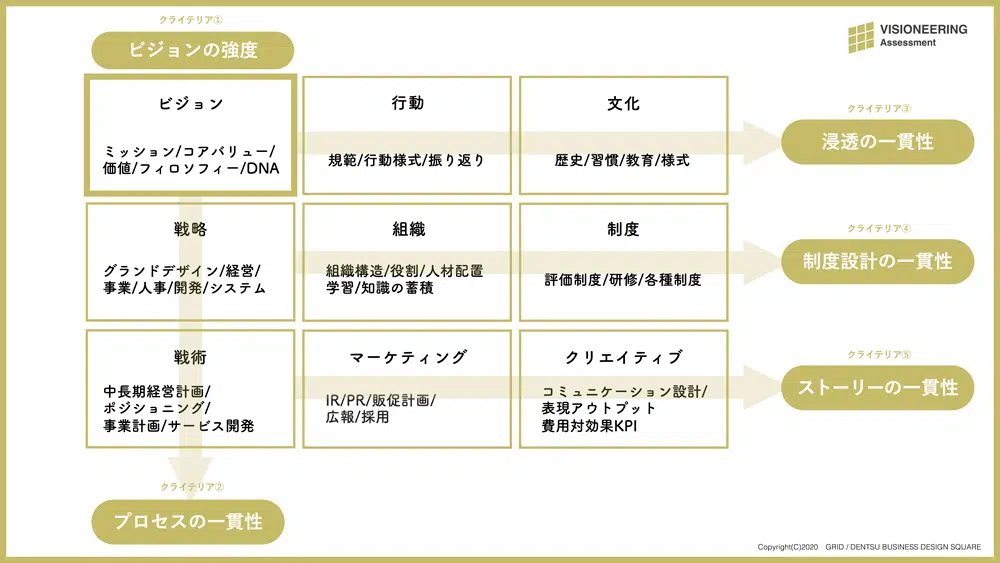 クライテリア①
ビジョンの強度
VISIONEERING
Assessment
ビジョン
ミッション/コアバリュー/
価値/フィロソフィー/DNA
行動
規範/行動様式/振り返り
文化
歴史/習慣/教育/様式
クライテリア③
浸透の一貫性
戦略
グランドデザイン/経営/
事業/人事/開発/システム
組織
組織構造/役割/人材配置
学習/知識の蓄積
制度
評価制度/研修/各種制度
クライテリア④
制度設計の一貫性
戦術
中長期経営計画/
ポジショニング/
事業計画/サービス開発
マーケティング
IR/PR/販促計画/
広報/採用
クリエイティブ
コミュニケーション設計/
表現アウトプット
費用対効果KPI
クライテリア⑤
ストーリーの一貫性
クライテリア②
プロセスの一貫性
Copyright(C)2020 GRID / DENTSU BUSINESS DESIGN SQUARE